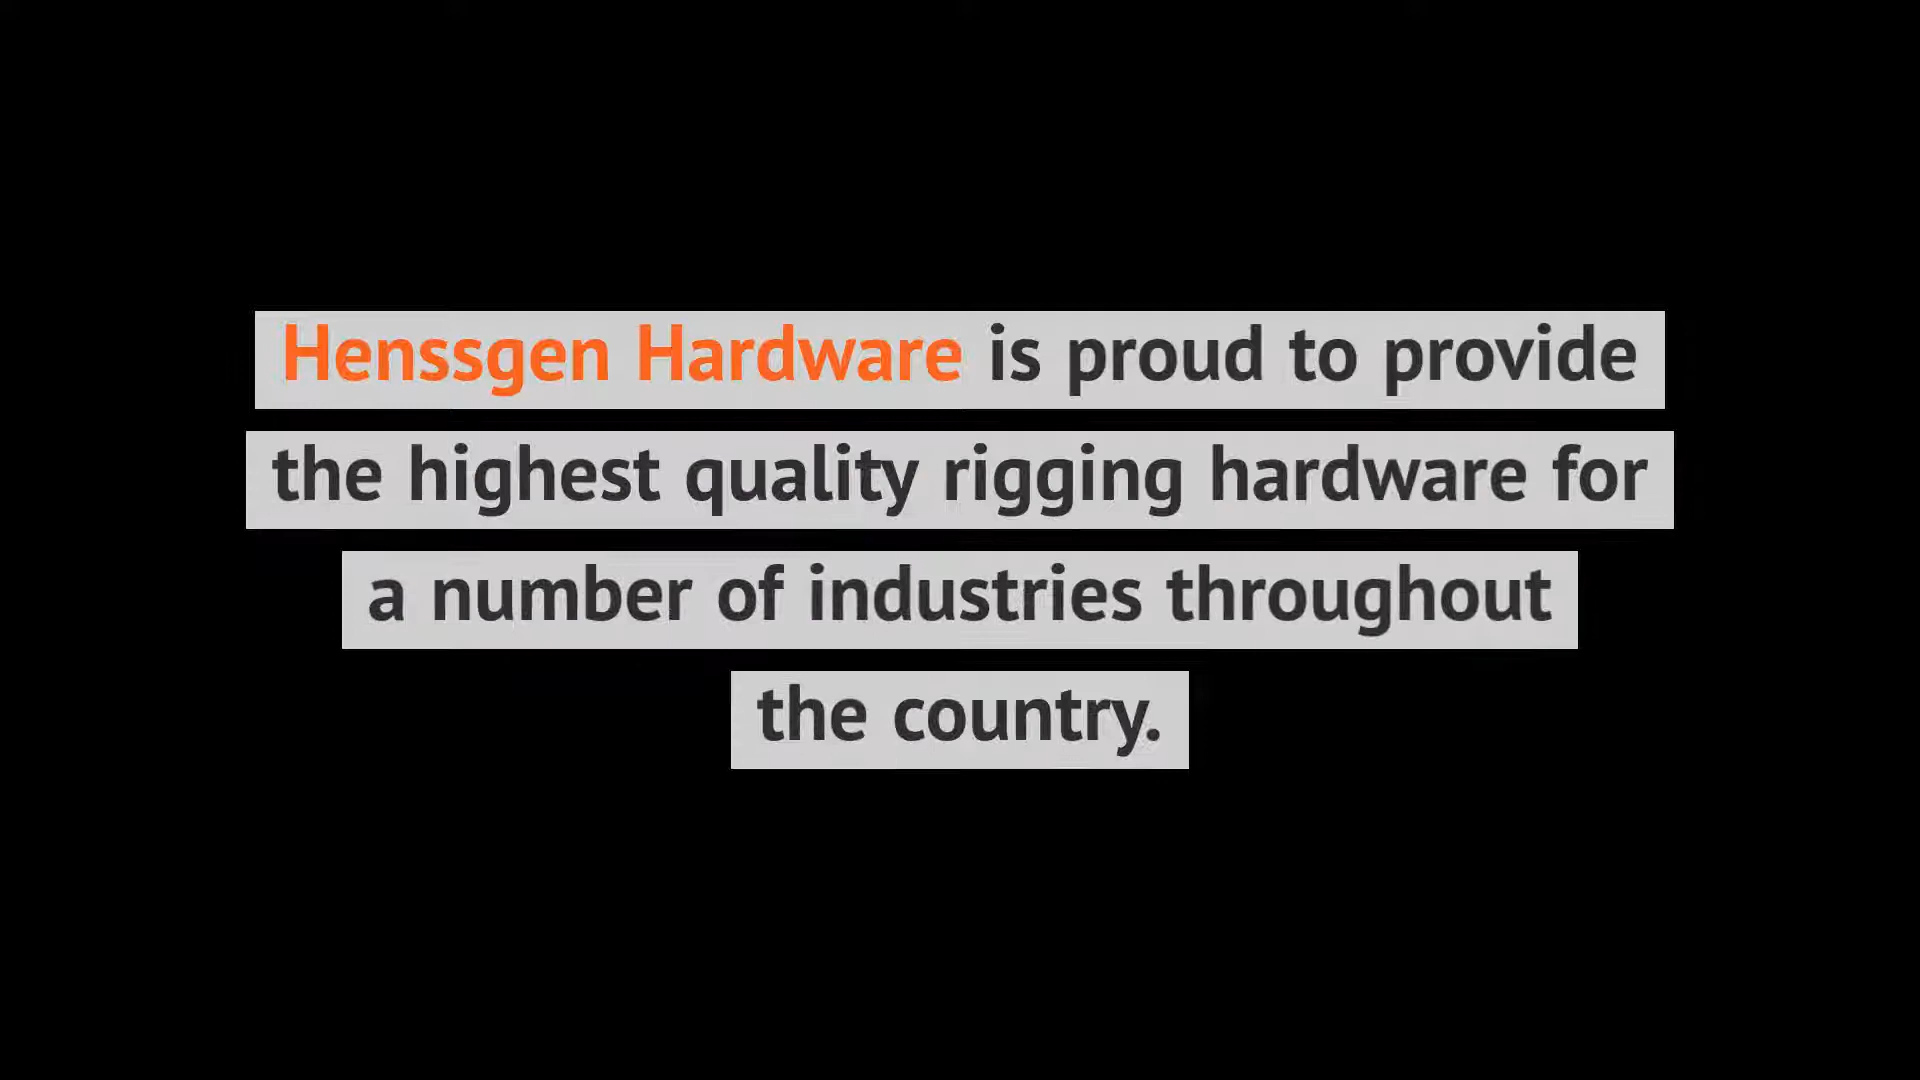 Henssgen Hardware is proud to provide
the highest quality rigging hardware for
a number of industries throughout
the country.